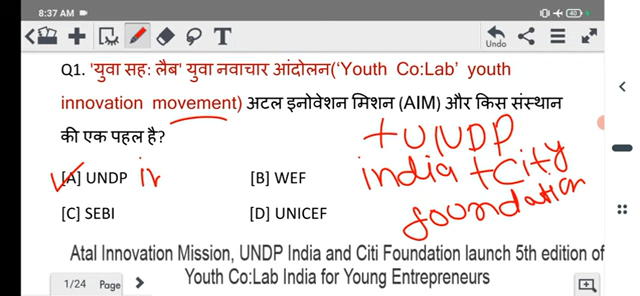 8:37 AM
40
Undo
Q1. 'युवा सह: लैब' युवा नवाचार आंदोलन('Youth Co:Lab' youth
innovation movement) अटल इनोवेशन मिशन (AIM) और किस संस्थान
की एक पहल है?
+ UNDP
india + City
foundation
[A] UNDP in
[B] WEF
[C] SEBI
[D] UNICEF
Atal Innovation Mission, UNDP India and Citi Foundation launch 5th edition of
Youth Co:Lab India for Young Entrepreneurs
1/24 Page